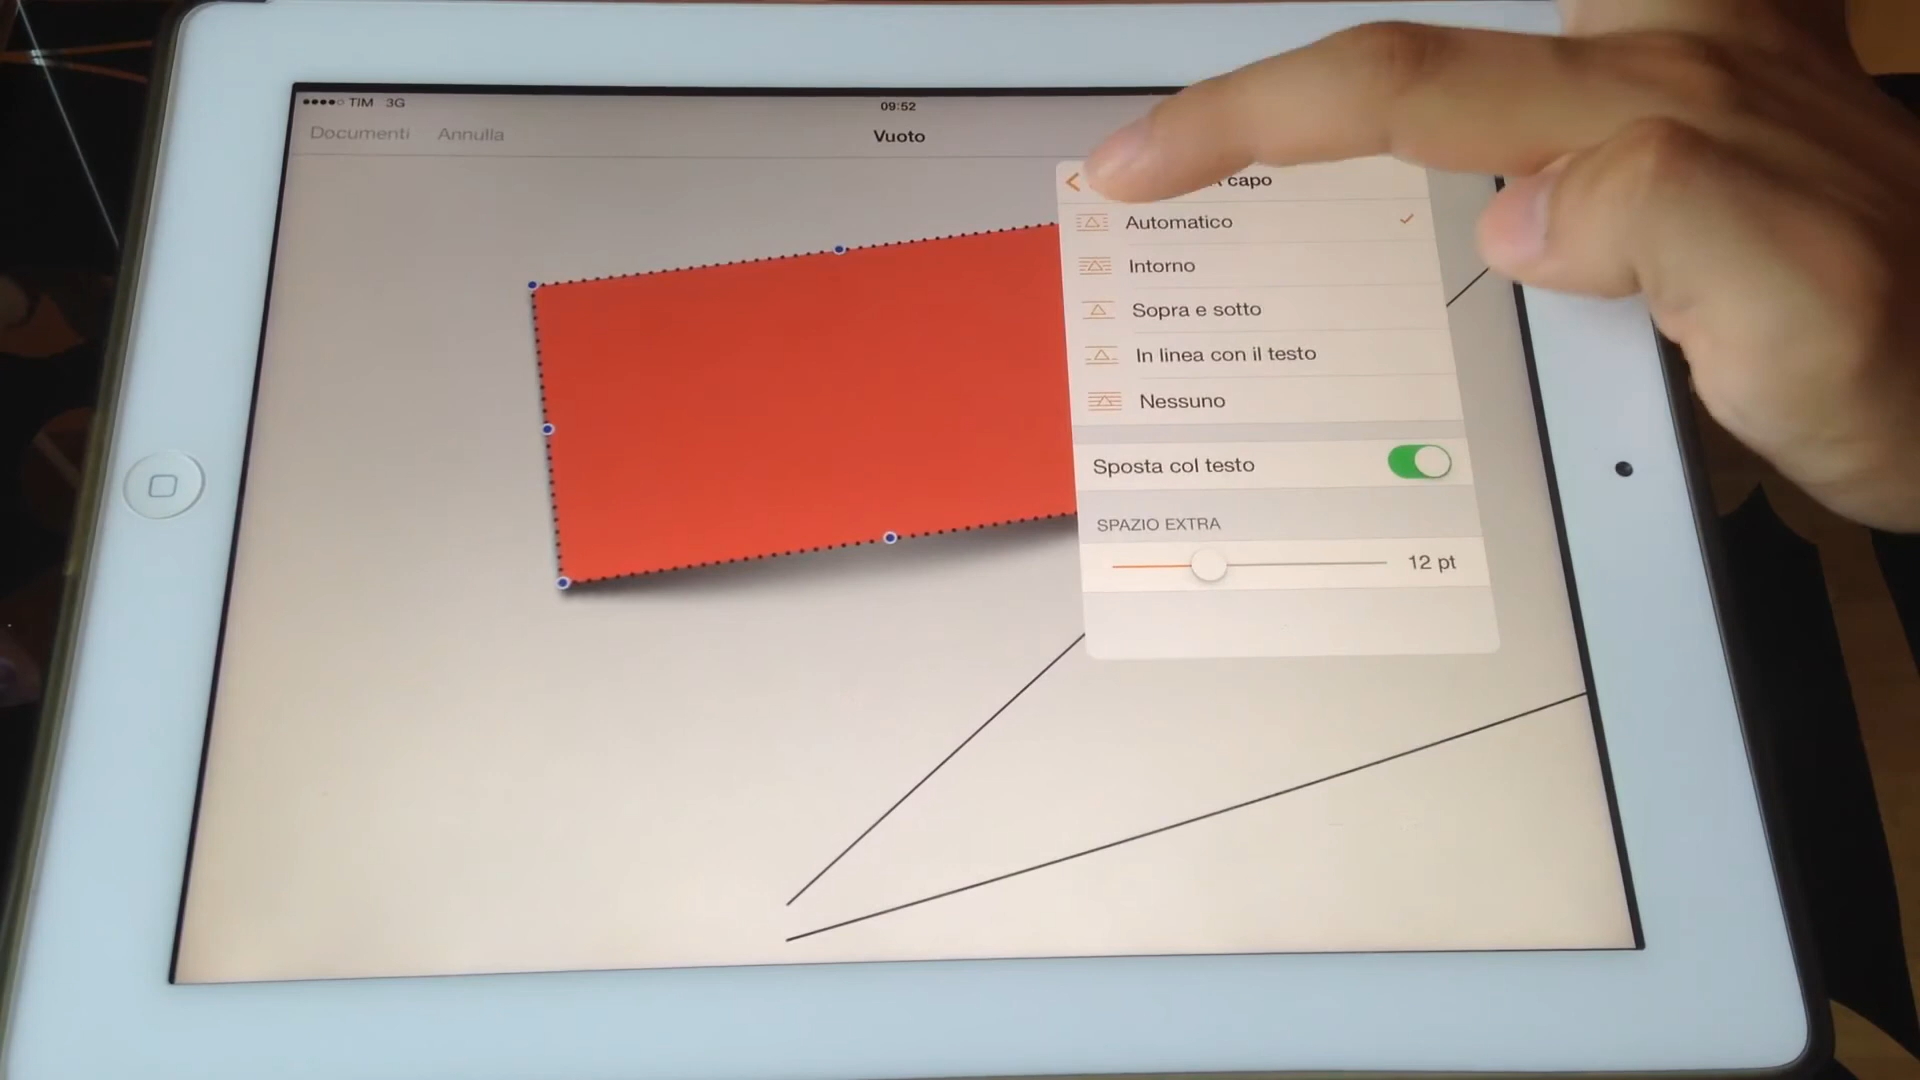 TIM 3G
09:52
Documenti Annulla
Vuoto
capo
Automatico
Intorno
Sopra e sotto
In linea con il testo
Nessuno
Sposta col testo
SPAZIO EXTRA
12 pt